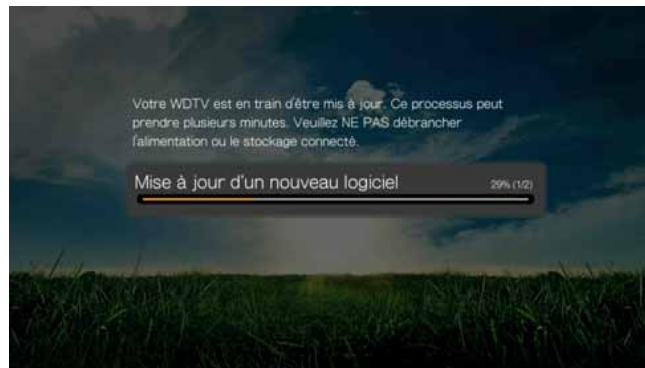 Votre WDTV est en train d'être mis à jour. Ce processus peut
prendre plusieurs minutes. Veuillez NE PAS débrancher
l'alimentation ou le stockage connecté.
Mise à jour d'un nouveau logiciel 29% (1/2)